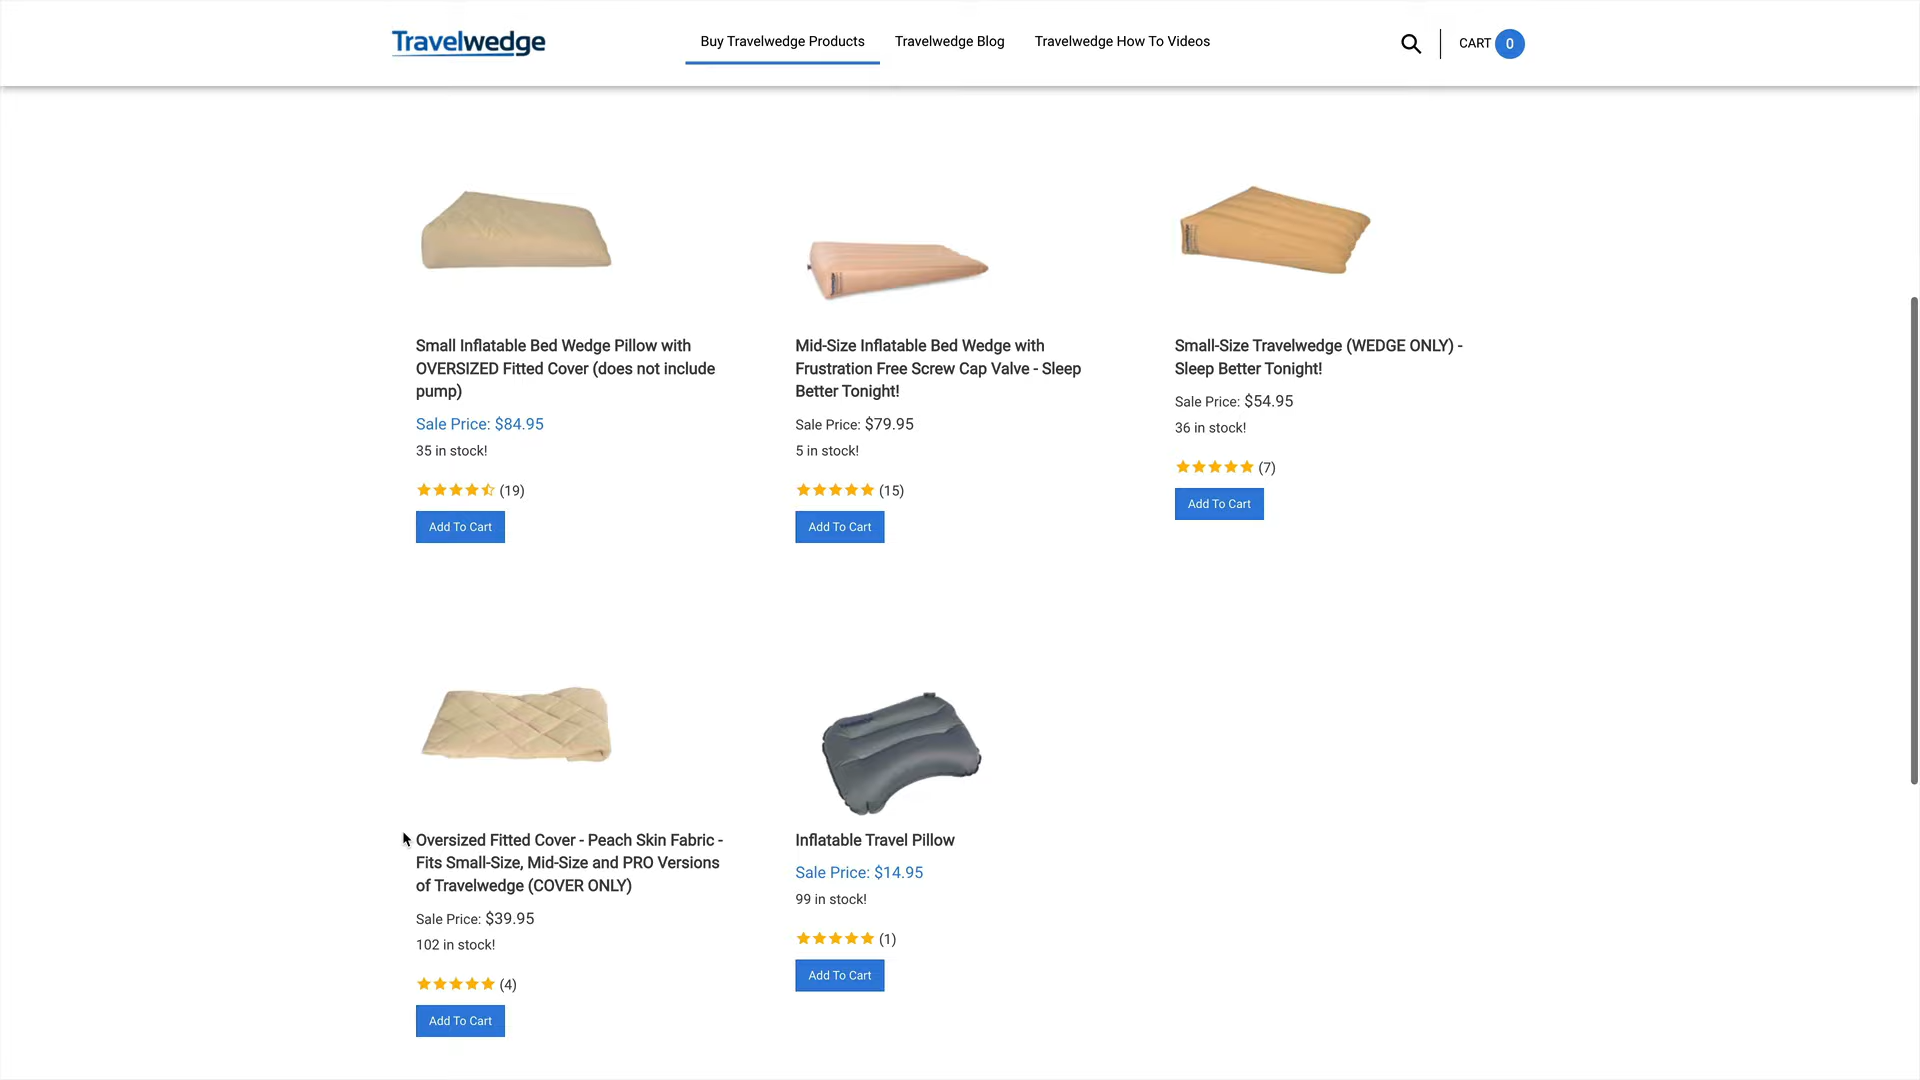 Travelwedge
Buy Travelwedge Products
Travelwedge Blog
Travelwedge How To Videos
CART 0
Small Inflatable Bed Wedge Pillow with
OVERSIZED Fitted Cover (does not include
pump)
Sale Price: $84.95
35 in stock!
(19)
Add To Cart
Mid-Size Inflatable Bed Wedge with
Frustration Free Screw Cap Valve - Sleep
Better Tonight!
Sale Price: $79.95
5 in stock!
(15)
Add To Cart
Small-Size Travelwedge (WEDGE ONLY) -
Sleep Better Tonight!
Sale Price: $54.95
36 in stock!
(7)
Add To Cart
Oversized Fitted Cover - Peach Skin Fabric -
Fits Small-Size, Mid-Size and PRO Versions
of Travelwedge (COVER ONLY)
Sale Price: $39.95
102 in stock!
(4)
Add To Cart
Inflatable Travel Pillow
Sale Price: $14.95
99 in stock!
(1)
Add To Cart